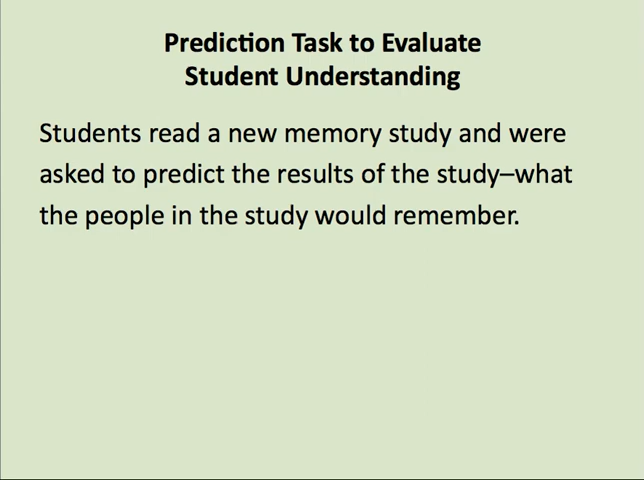 Prediction Task to Evaluate
Student Understanding
Students read a new memory study and were
asked to predict the results of the study–what
the people in the study would remember.